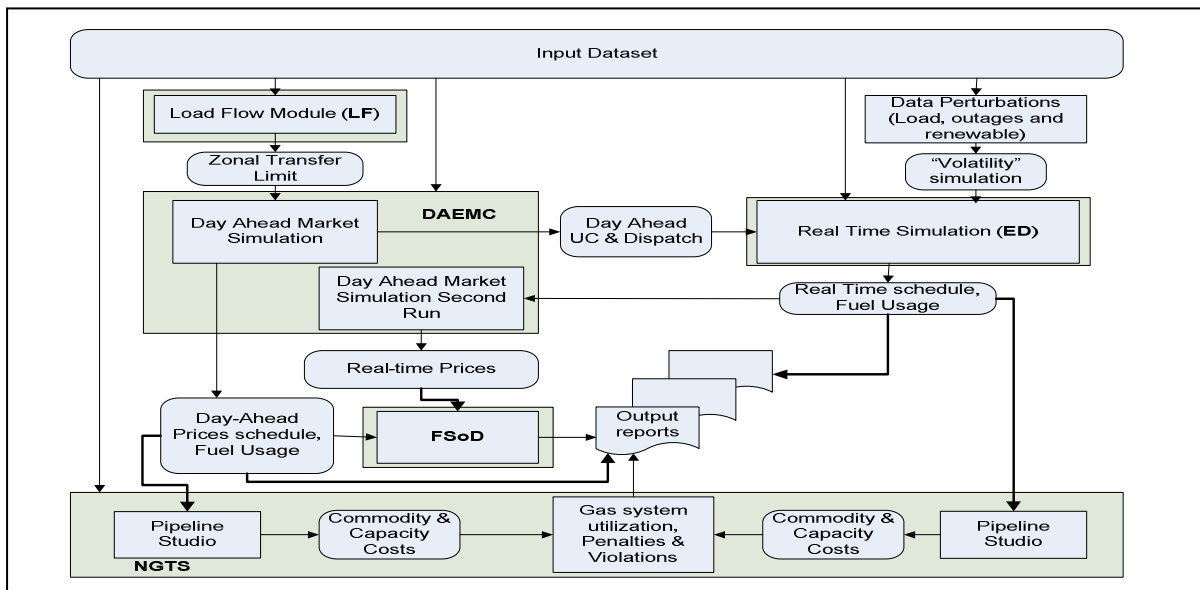 Input Dataset
Load Flow Module (LF)
Data Perturbations
(Load, outages and
renewable)
Zonal Transfer
Limit
“Volatility”
simulation
DAEMC
Day Ahead Market
Simulation
Day Ahead
UC & Dispatch
Real Time Simulation (ED)
Day Ahead Market
Simulation Second
Run
Real Time schedule,
Fuel Usage
Real-time Prices
Day-Ahead
Prices schedule,
Fuel Usage
FSoD
Output
reports
Pipeline
Studio
Commodity &
Capacity
Costs
Gas system
utilization,
Penalties &
Violations
Commodity &
Capacity
Costs
Pipeline
Studio
NGTS